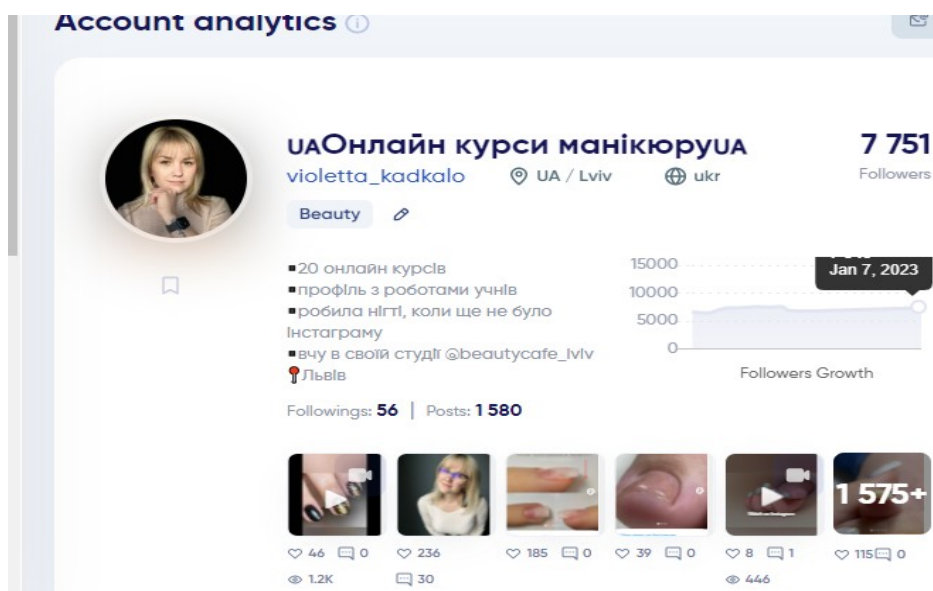 Account analytics
UAОнлайн курси манікюруUA
7 751
violetta_kadkalo
UA / Lviv
ukr
Followers
Beauty
▪20 онлайн курсів
▪профіль з роботами учнів
▪робила нігті, коли ще не було
Інстаграму
▪вчу в своїй студії @beautycafe_lviv
Львів
15000
10000
5000
0
Jan 7, 2023
Followers Growth
Followings: 56 | Posts: 1 580
1 575+
46 0
236
185 0
39 0
8 1
115 0
1.2K
30
446